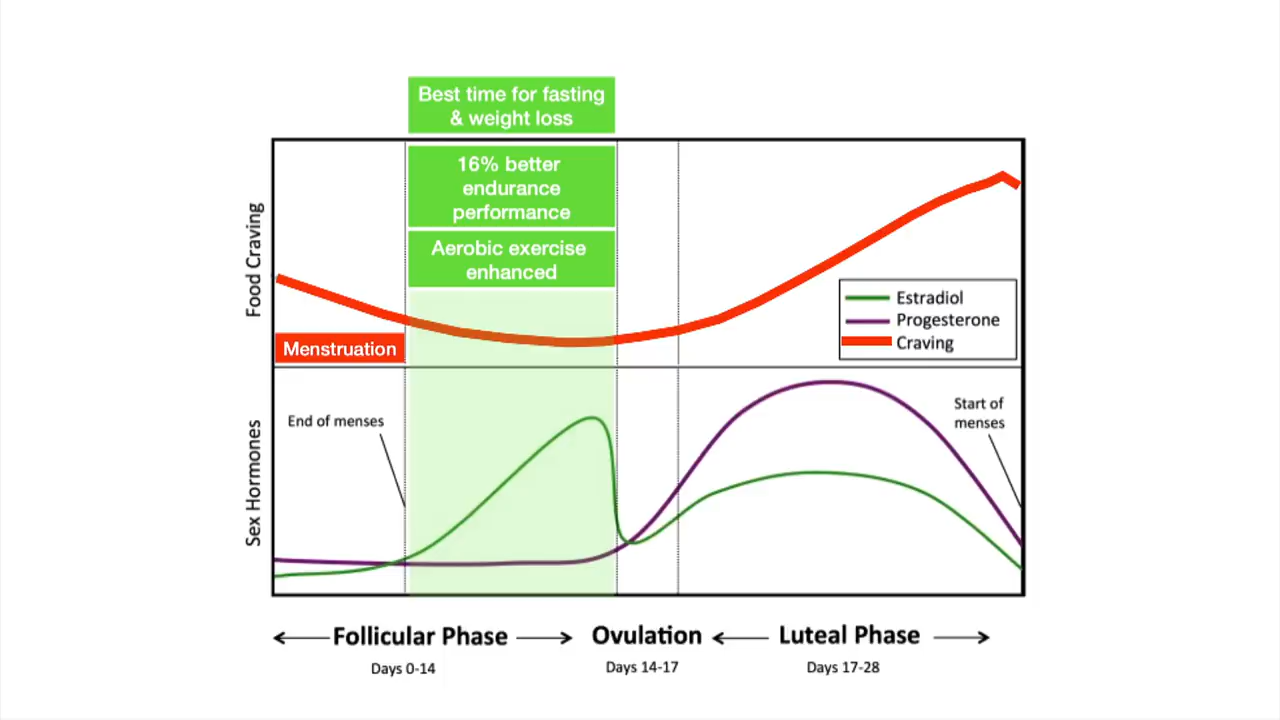 Best time for fasting
& weight loss
16% better
endurance
performance
Aerobic exercise
enhanced
Food Craving
Menstruation
Estradiol
Progesterone
Craving
Sex Hormones
End of menses
Start of
menses
Follicular Phase
Days 0-14
Ovulation
Days 14-17
Luteal Phase
Days 17-28